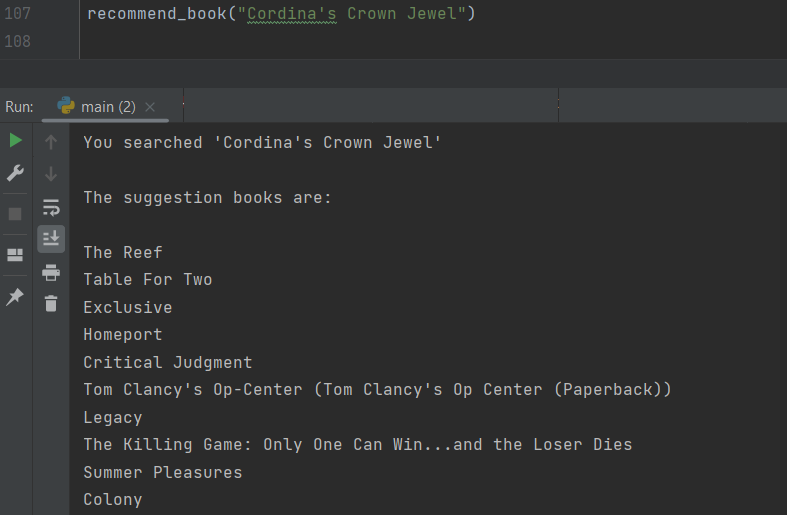 107 recommend_book("Cordina's Crown Jewel")
108
Run: main (2)
You searched 'Cordina's Crown Jewel'
The suggestion books are:
The Reef
Table For Two
Exclusive
Homeport
Critical Judgment
Tom Clancy's Op-Center (Tom Clancy's Op Center (Paperback))
Legacy
The Killing Game: Only One Can Win...and the Loser Dies
Summer Pleasures
Colony